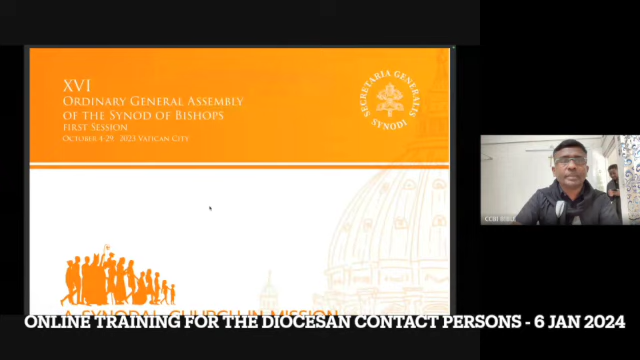 XVI
ORDINARY GENERAL ASSEMBLY
OF THE SYNOD OF BISHOPS
FIRST SESSION
OCTOBER 4-29 2023 VATICAN CITY
SECRETARIA GENERALIS
SYNODI
A SYNODAL CHURCH IN MISSION
ONLINE TRAINING FOR THE DIOCESAN CONTACT PERSONS - 6 JAN 2024